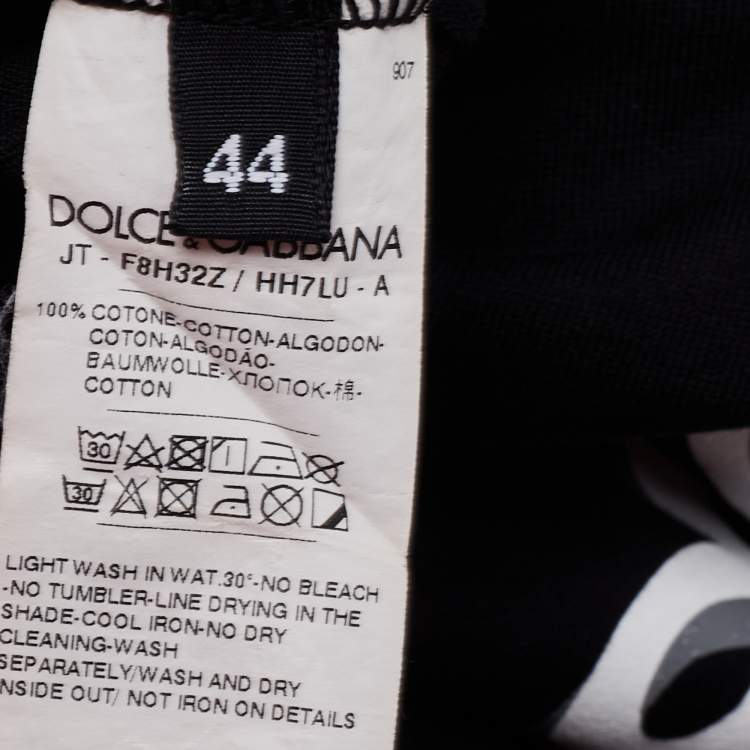 907
44
DOLCE & GABBANA
JT - F8H32Z / HH7LU - A
100% COTONE-COTTON-ALGODON-
COTON-ALGODÃO-
BAUMWOLLE-ХЛОПОК-棉-
COTTON
30
30
LIGHT WASH IN WAT.30°-NO BLEACH
-NO TUMBLER-LINE DRYING IN THE
SHADE-COOL IRON-NO DRY
CLEANING-WASH
SEPARATELY/WASH AND DRY
INSIDE OUT/ NOT IRON ON DETAILS